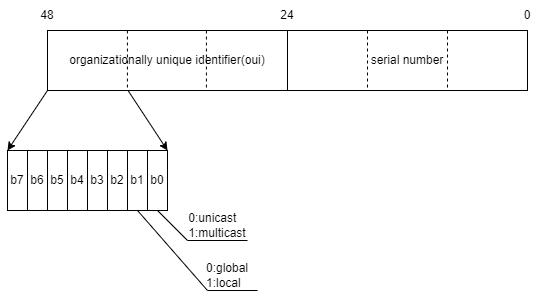 48 24 0
organizationally unique identifier(oui) serial number
b7 b6 b5 b4 b3 b2 b1 b0
0:unicast
1:multicast
0:global
1:local